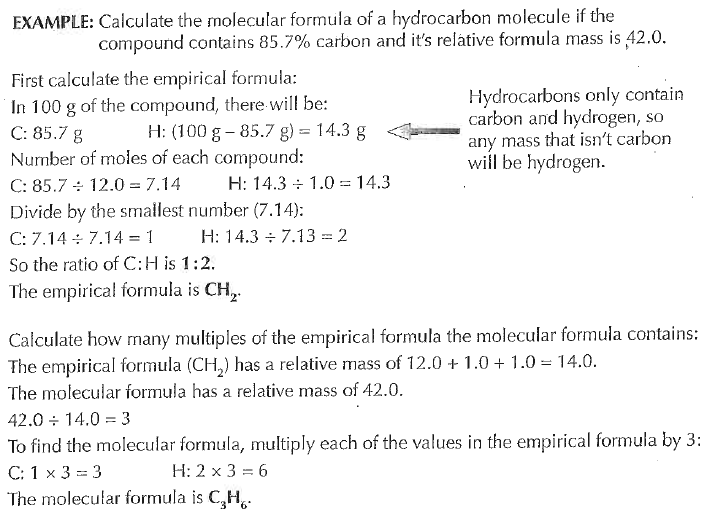 EXAMPLE: Calculate the molecular formula of a hydrocarbon molecule if the
compound contains 85.7% carbon and it's relative formula mass is 42.0.
First calculate the empirical formula:
In 100 g of the compound, there will be:
C: 85.7 g H: (100 g – 85.7 g) = 14.3 g
Hydrocarbons only contain
carbon and hydrogen, so
any mass that isn't carbon
will be hydrogen.
Number of moles of each compound:
C: 85.7 ÷ 12.0 = 7.14 H: 14.3 ÷ 1.0 = 14.3
Divide by the smallest number (7.14):
C: 7.14 ÷ 7.14 = 1 H: 14.3 ÷ 7.13 = 2
So the ratio of C:H is 1:2.
The empirical formula is CH₂.
Calculate how many multiples of the empirical formula the molecular formula contains:
The empirical formula (CH₂) has a relative mass of 12.0 + 1.0 + 1.0 = 14.0.
The molecular formula has a relative mass of 42.0.
42.0 ÷ 14.0 = 3
To find the molecular formula, multiply each of the values in the empirical formula by 3:
C: 1 x 3 = 3 H: 2 x 3 = 6
The molecular formula is C₃H₆.